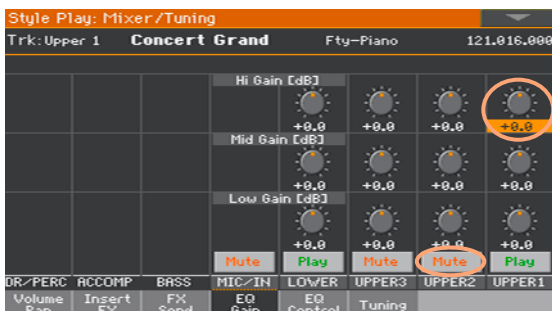 Style Play: Mixer/Tuning
Trk: Upper 1 Concert Grand Fty-Piano 121.016.000
Hi Gain [dB]
+0.0 +0.0 +0.0 +0.0
Mid Gain [dB]
+0.0 +0.0 +0.0 +0.0
Low Gain [dB]
+0.0 +0.0 +0.0 +0.0
Mute Play Mute Mute Play
DR/PERC ACCOMP BASS MIC/IN LOWER UPPER3 UPPER2 UPPER1
Volume Insert FX EQ EQ Tuning
Pan FX Send Gain Control